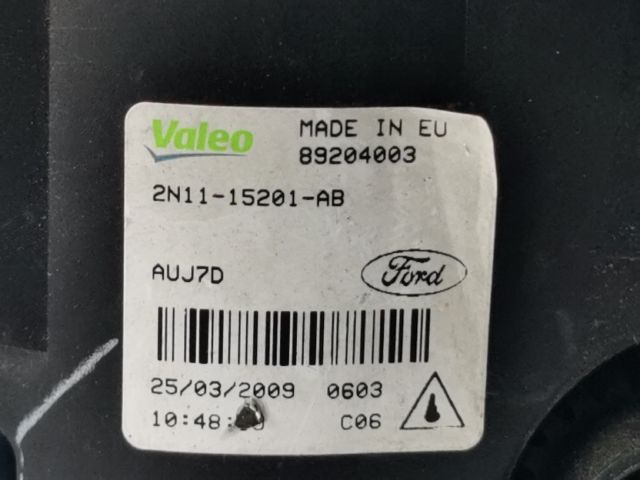 Valeo MADE IN EU
89204003
2N11-15201-AB
AUJ7D Ford
25/03/2009 0603
10:48: C06